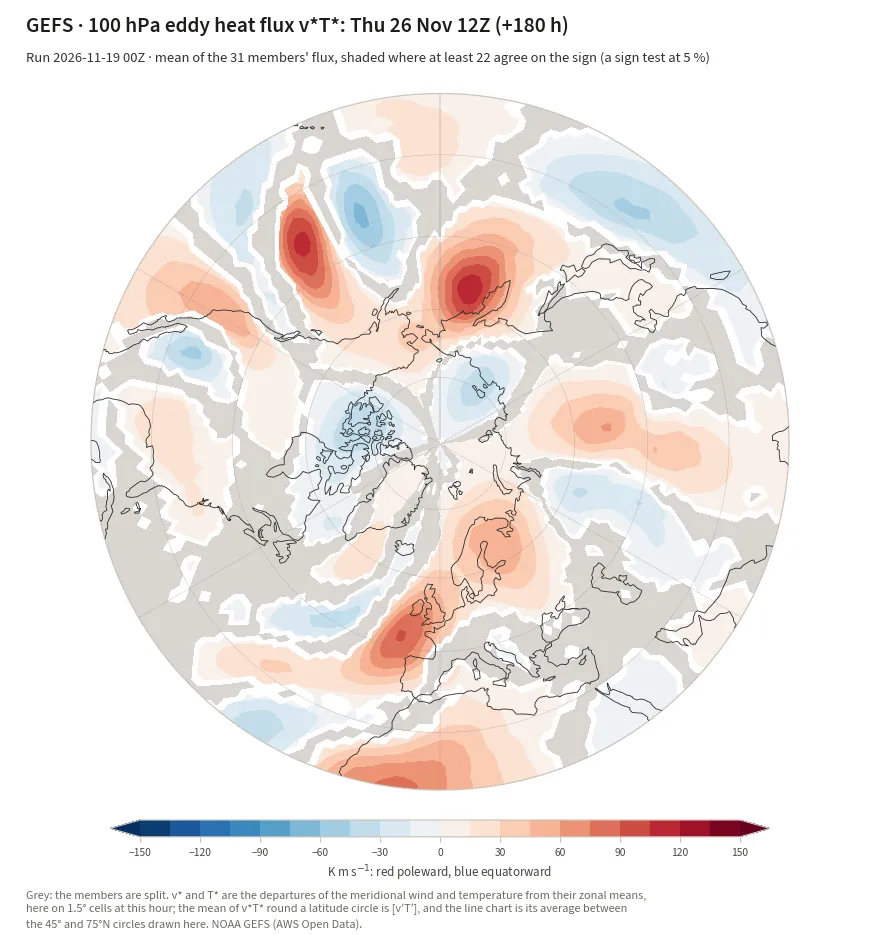 GEFS · 100 hPa eddy heat flux v*T*: Thu 26 Nov 12Z (+180 h)
Run 2026-11-19 00Z · mean of the 31 members' flux, shaded where at least 22 agree on the sign (a sign test at 5 %)
−150 −120 −90 −60 −30 0 30 60 90 120 150
K m s⁻¹: red poleward, blue equatorward
Grey: the members are split. v* and T* are the departures of the meridional wind and temperature from their zonal means,
here on 1.5° cells at this hour; the mean of v*T* round a latitude circle is [v′T′], and the line chart is its average between
the 45° and 75°N circles drawn here. NOAA GEFS (AWS Open Data).